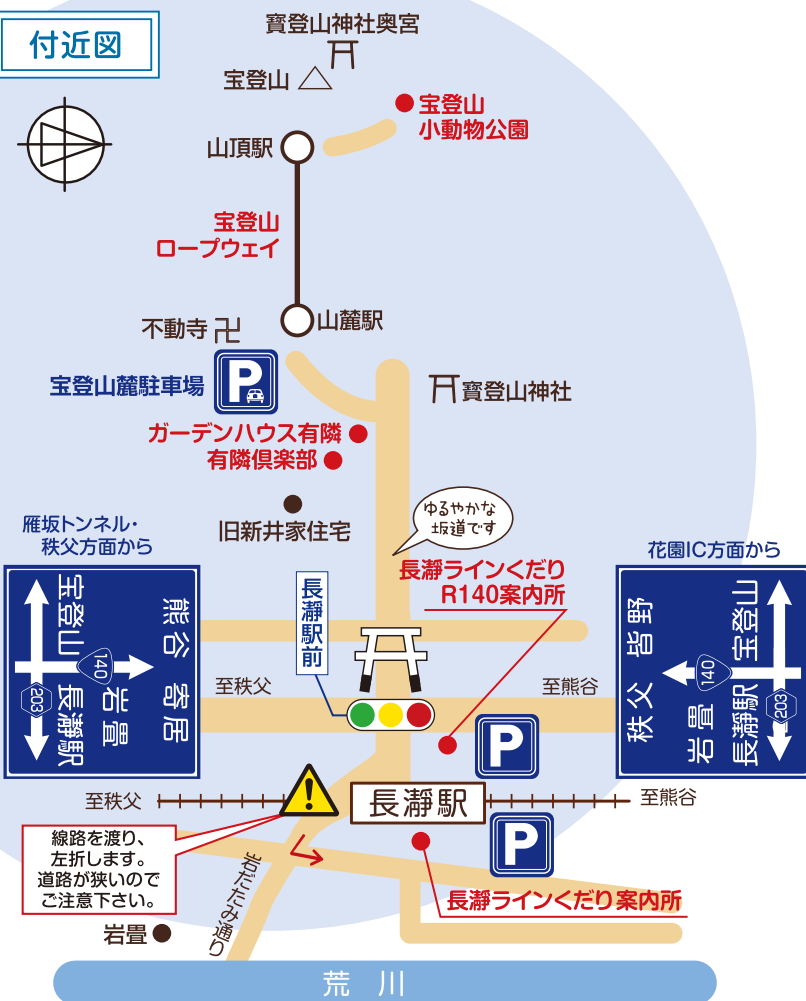 付近図
寳登山神社奥宮
宝登山
宝登山
小動物公園
山頂駅
宝登山
ロープウェイ
不動寺
山麓駅
宝登山麓駐車場
P
寳登山神社
ガーデンハウス有隣
有隣倶楽部
旧新井家住宅
ゆるやかな
坂道です
雁坂トンネル・
秩父方面から
花園IC方面から
長瀞ラインくだり
R140案内所
長瀞駅前
熊谷 寄居
宝登山
140
岩畳
203
長瀞駅
皆野
秩父
宝登山
140
岩畳
203
長瀞駅
至秩父
至熊谷
P
至秩父
長瀞駅
至熊谷
!
P
線路を渡り、
左折します。
道路が狭いので
ご注意下さい。
岩だたみ通り
長瀞ラインくだり案内所
岩畳
荒川